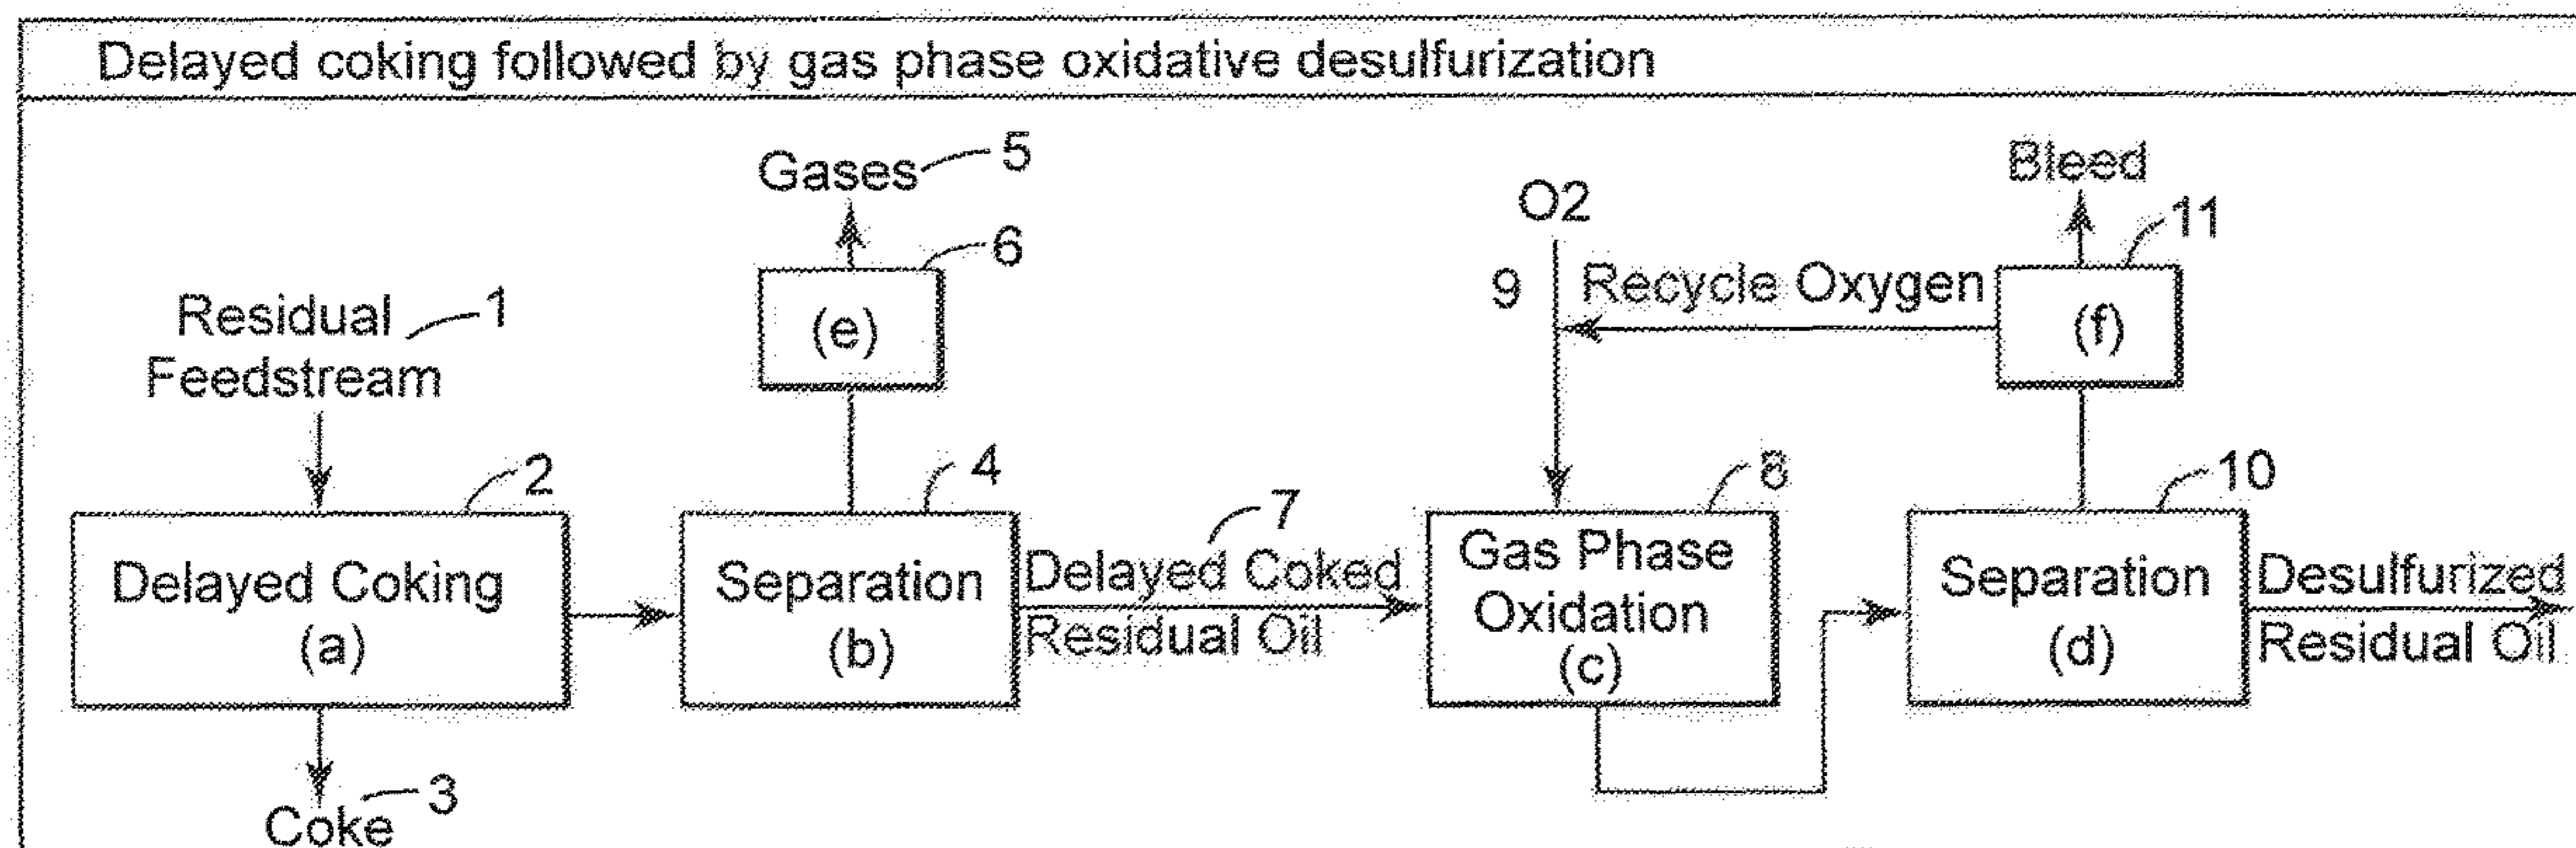 Delayed coking followed by gas phase oxidative desulfurization
Gases 5
6
(e)
Residual 1
Feedstream
2
Delayed Coking
(a)
Coke 3
4
Separation
(b)
7
Delayed Coked
Residual Oil
O2
9
Recycle Oxygen
Bleed
11
(f)
8
Gas Phase
Oxidation
(c)
10
Separation
(d)
Desulfurized
Residual Oil